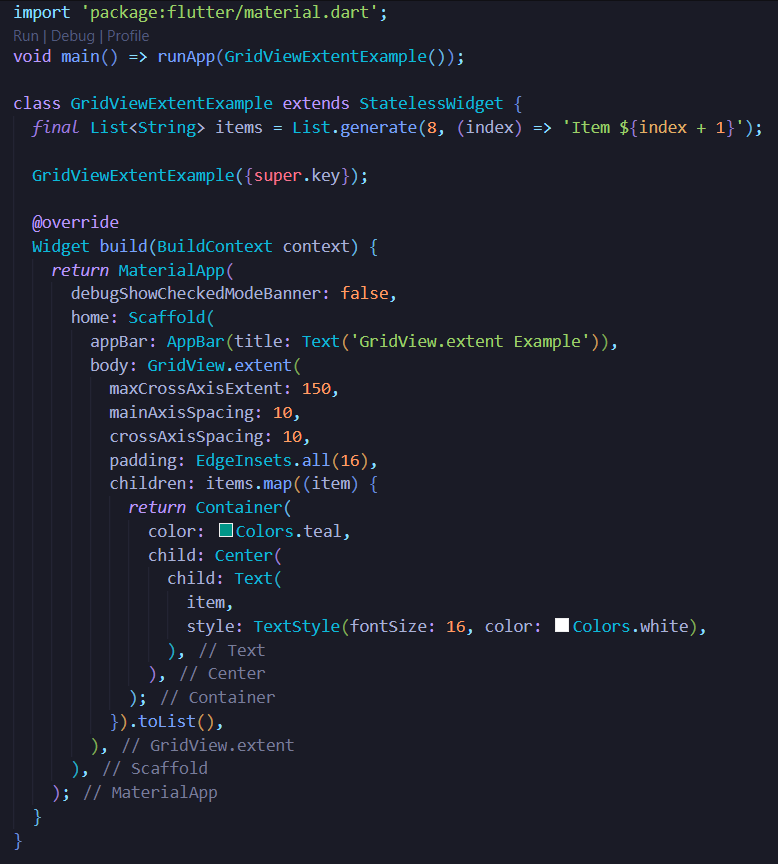 import 'package:flutter/material.dart';
Run | Debug | Profile
void main() => runApp(GridViewExtentExample());

class GridViewExtentExample extends StatelessWidget {
  final List<String> items = List.generate(8, (index) => 'Item ${index + 1}');

  GridViewExtentExample({super.key});

  @override
  Widget build(BuildContext context) {
    return MaterialApp(
      debugShowCheckedModeBanner: false,
      home: Scaffold(
        appBar: AppBar(title: Text('GridView.extent Example')),
        body: GridView.extent(
          maxCrossAxisExtent: 150,
          mainAxisSpacing: 10,
          crossAxisSpacing: 10,
          padding: EdgeInsets.all(16),
          children: items.map((item) {
            return Container(
              color: Colors.teal,
              child: Center(
                child: Text(
                  item,
                  style: TextStyle(fontSize: 16, color: Colors.white),
                ), // Text
              ), // Center
            ); // Container
          }).toList(),
        ), // GridView.extent
      ), // Scaffold
    ); // MaterialApp
  }
}